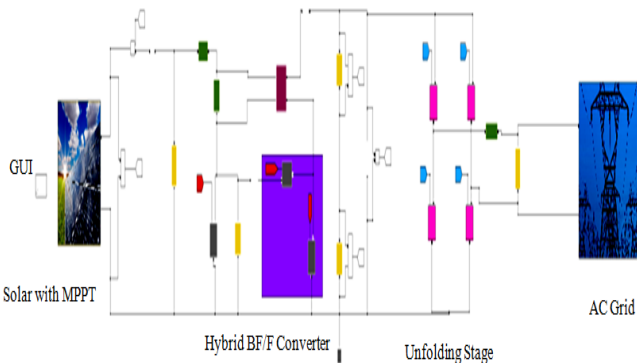 GUI
Solar with MPPT
Hybrid BF/F Converter
Unfolding Stage
AC Grid